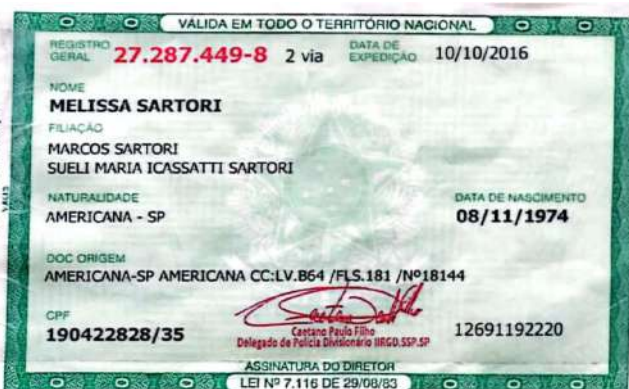 VÁLIDA EM TODO O TERRITÓRIO NACIONAL
REGISTRO GERAL 27.287.449-8 2 via DATA DE EXPEDIÇÃO 10/10/2016
NOME
MELISSA SARTORI
FILIAÇÃO
MARCOS SARTORI
SUELI MARIA ICASSATTI SARTORI
NATURALIDADE DATA DE NASCIMENTO
AMERICANA - SP 08/11/1974
DOC ORIGEM
AMERICANA-SP AMERICANA CC:LV.B64 /FLS.181 /Nº18144
CPF
190422828/35 12691192220
Caetano Paulo Filho
Delegado de Polícia Divisionário IIRGD.SSP.SP
ASSINATURA DO DIRETOR
LEI Nº 7.116 DE 29/08/83